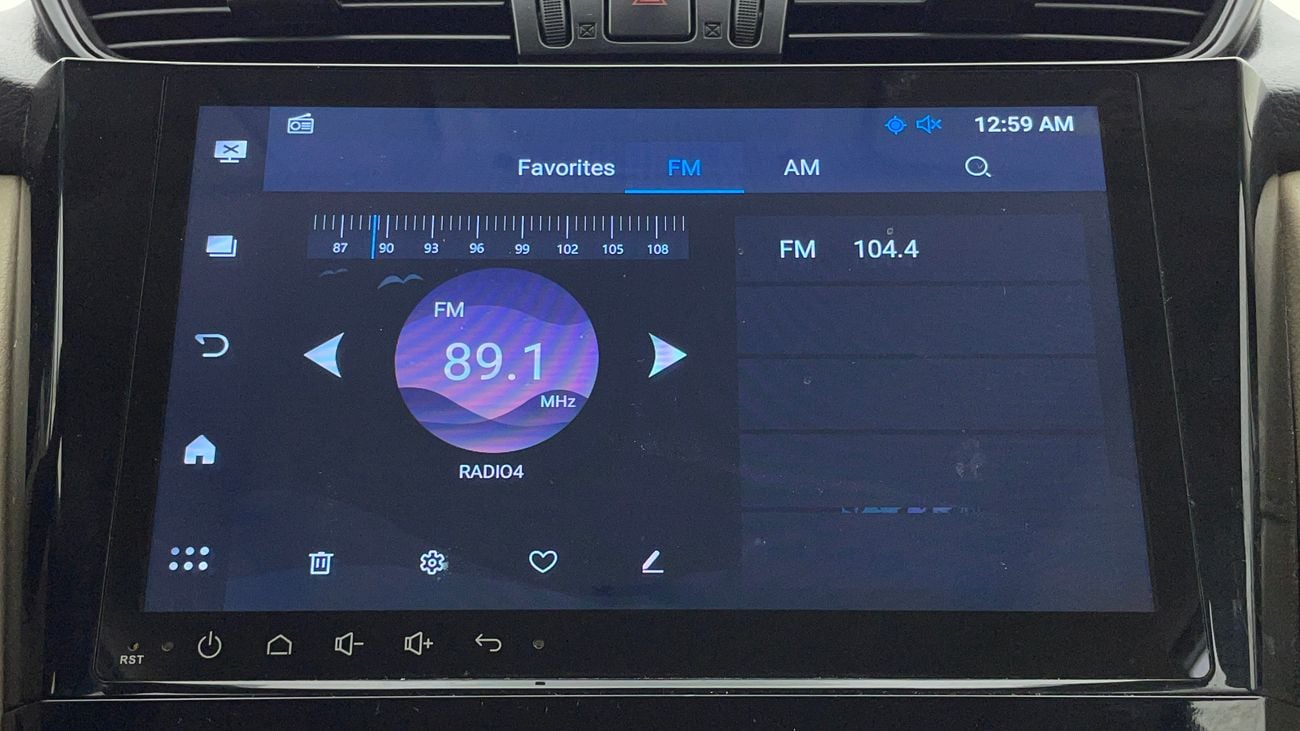 12:59 AM
Favorites FM AM
87 90 93 96 99 102 105 108
FM
89.1
MHz
RADIO4
FM 104.4
RST